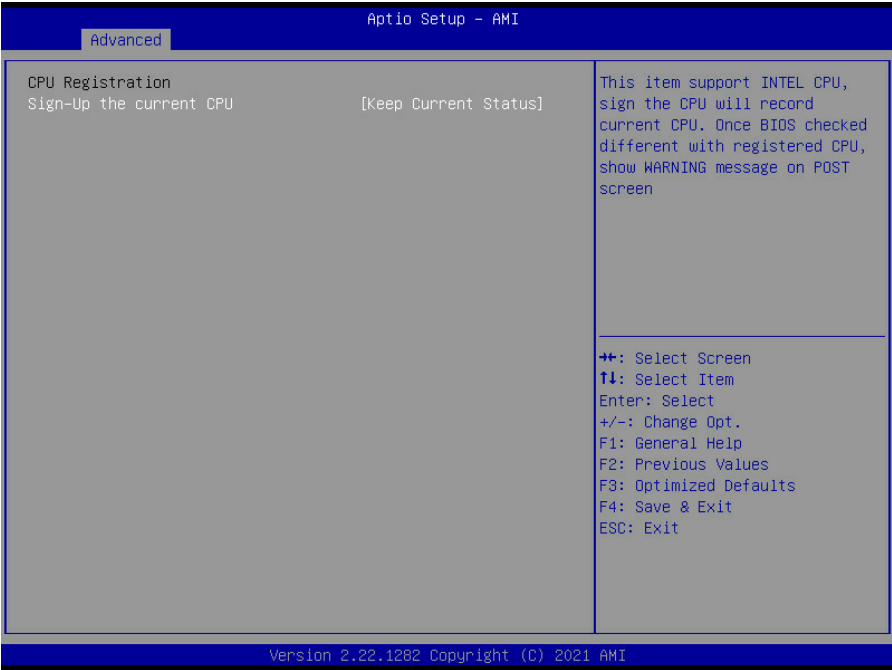 Aptio Setup – AMI
Advanced
CPU Registration
Sign-Up the current CPU [Keep Current Status]
This item support INTEL CPU,
sign the CPU will record
current CPU. Once BIOS checked
different with registered CPU,
show WARNING message on POST
screen
→←: Select Screen
↑↓: Select Item
Enter: Select
+/-: Change Opt.
F1: General Help
F2: Previous Values
F3: Optimized Defaults
F4: Save & Exit
ESC: Exit
Version 2.22.1282 Copyright (C) 2021 AMI